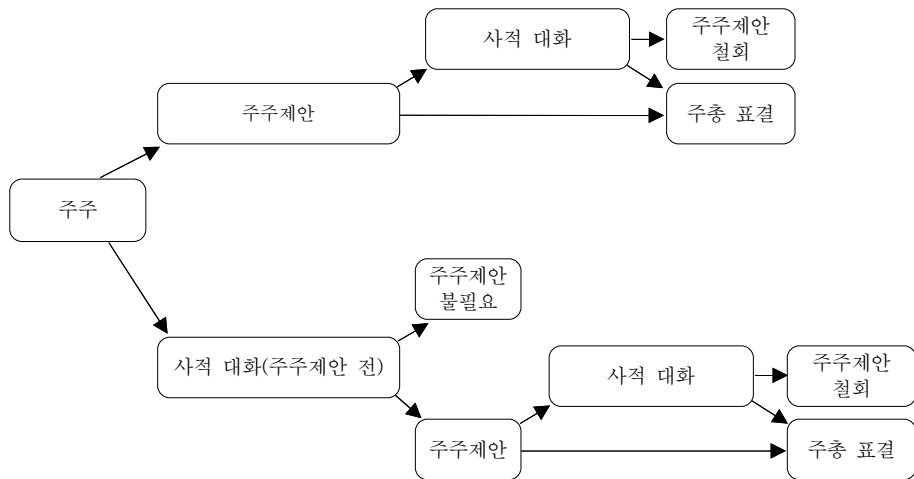 사적 대화
주주제안
철회
주주제안
주총 표결
주주
주주제안
불필요
사적 대화(주주제안 전)
사적 대화
주주제안
철회
주주제안
주총 표결